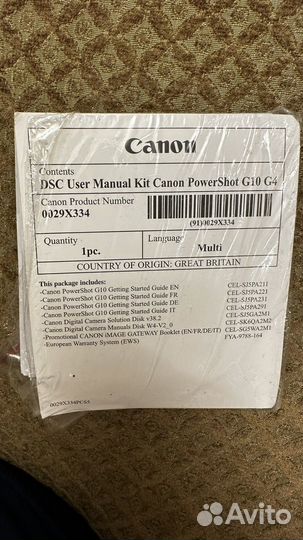 Canon
Contents
DSC User Manual Kit Canon PowerShot G10 G4
Canon Product Number
0029X334
(91)0029X334
Quantity
1pc.
Language
Multi
COUNTRY OF ORIGIN: GREAT BRITAIN
This package includes:
-Canon PowerShot G10 Getting Started Guide EN CEL-SJ5PA211
-Canon PowerShot G10 Getting Started Guide FR CEL-SJ5PA221
-Canon PowerShot G10 Getting Started Guide DE CEL-SJ5PA231
-Canon PowerShot G10 Getting Started Guide IT CEL-SJ5PA291
-Canon Digital Camera Solution Disk v38.2 CEL-SJ5GA2M1
-Canon Digital Camera Manuals Disk W4-V2_0 CEL-SK6QA2M2
-Promotional CANON iMAGE GATEWAY Booklet (EN/FR/DE/IT) CEL-SG5WA2M1
-European Warranty System (EWS) FYA-9788-164
0029X334PCS5
Avito